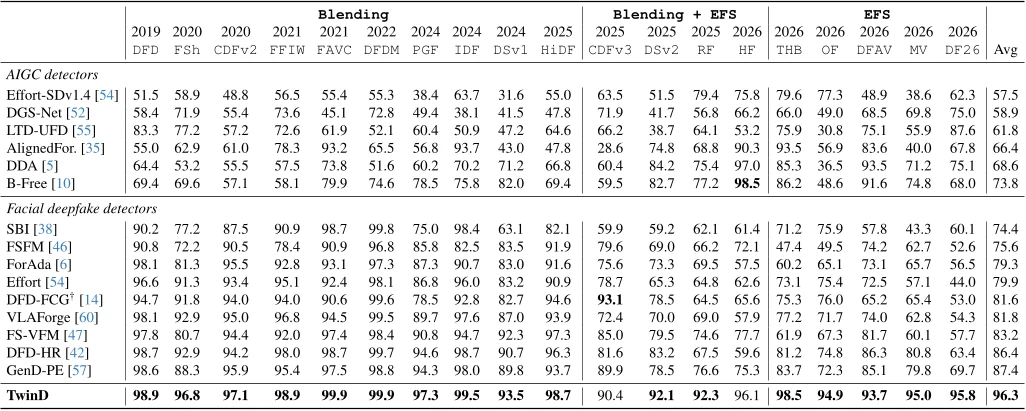 Blending Blending + EFS EFS
2019 2020 2020 2021 2021 2022 2024 2024 2024 2025 2025 2025 2025 2026 2026 2026 2026 2026 2026
DFD FSh CDFv2 FFIW FAVC DFDM PGF IDF DSv1 HiDF CDFv3 DSv2 RF HF THB OF DFAV MV DF26 Avg
AIGC detectors
Effort-SDv1.4 [54] 51.5 58.9 48.8 56.5 55.4 55.3 38.4 63.7 31.6 55.0 63.5 51.5 79.4 75.8 79.6 77.3 48.9 38.6 62.3 57.5
DGS-Net [52] 58.4 71.9 55.4 73.6 45.1 72.8 49.4 38.1 41.5 47.8 71.9 41.7 56.8 66.2 66.0 49.0 68.5 69.8 75.0 58.9
LTD-UFD [55] 83.3 77.2 57.2 72.6 61.9 52.1 60.4 50.9 47.2 64.6 66.2 38.7 64.1 53.2 75.9 30.8 75.1 55.9 87.6 61.8
AlignedFor. [35] 55.0 62.9 61.0 78.3 93.2 65.5 56.8 93.7 43.0 47.8 28.6 74.8 68.8 90.3 93.5 56.9 83.6 40.0 67.8 66.4
DDA [5] 64.4 53.2 55.5 57.5 73.8 51.6 60.2 70.2 71.2 66.8 60.4 84.2 75.4 97.0 85.3 36.5 93.5 71.2 75.1 68.6
B-Free [10] 69.4 69.6 57.1 58.1 79.9 74.6 78.5 75.8 82.0 69.4 59.5 82.7 77.2 98.5 86.2 48.6 91.6 74.8 68.0 73.8
Facial deepfake detectors
SBI [38] 90.2 77.2 87.5 90.9 98.7 99.8 75.0 98.4 63.1 82.1 59.9 59.2 62.1 61.4 71.2 75.9 57.8 43.3 60.1 74.4
FSFM [46] 90.8 72.2 90.5 78.4 90.9 96.8 85.8 82.5 83.5 91.9 79.6 69.0 66.2 72.1 47.4 49.5 74.2 62.7 52.6 75.6
ForAda [6] 98.1 81.3 95.5 92.8 93.1 97.3 87.3 90.7 83.0 91.6 75.6 73.3 69.5 57.5 60.2 65.1 73.1 65.7 56.5 79.3
Effort [54] 96.6 91.3 93.4 95.1 92.4 98.1 86.8 96.0 83.2 90.9 78.7 65.3 64.8 62.6 73.1 75.4 72.5 57.1 44.0 79.9
DFD-FCG† [14] 94.7 91.8 94.0 94.0 90.6 99.6 78.5 92.8 82.7 94.6 93.1 78.5 64.5 65.6 75.3 76.0 65.2 65.4 53.0 81.6
VLAForge [60] 98.1 92.9 95.0 96.8 94.5 99.5 89.7 97.6 87.0 93.9 72.4 70.0 69.0 57.9 77.2 71.7 74.0 62.8 54.3 81.8
FS-VFM [47] 97.8 80.7 94.4 92.0 97.4 98.4 90.8 94.7 92.3 97.3 85.0 79.5 74.6 77.7 61.9 67.3 81.7 60.1 57.7 83.2
DFD-HR [42] 98.7 92.9 94.2 98.0 98.7 99.7 94.6 98.7 90.7 96.3 81.6 83.2 67.5 59.6 81.2 74.8 86.3 80.8 63.4 86.4
GenD-PE [57] 98.6 88.3 95.9 95.4 97.5 98.8 94.3 98.0 89.8 93.7 89.9 78.5 76.6 75.3 83.7 72.3 85.1 79.8 69.7 87.4
TwinD 98.9 96.8 97.1 98.9 99.9 99.9 97.3 99.5 93.5 98.7 90.4 92.1 92.3 96.1 98.5 94.9 93.7 95.0 95.8 96.3